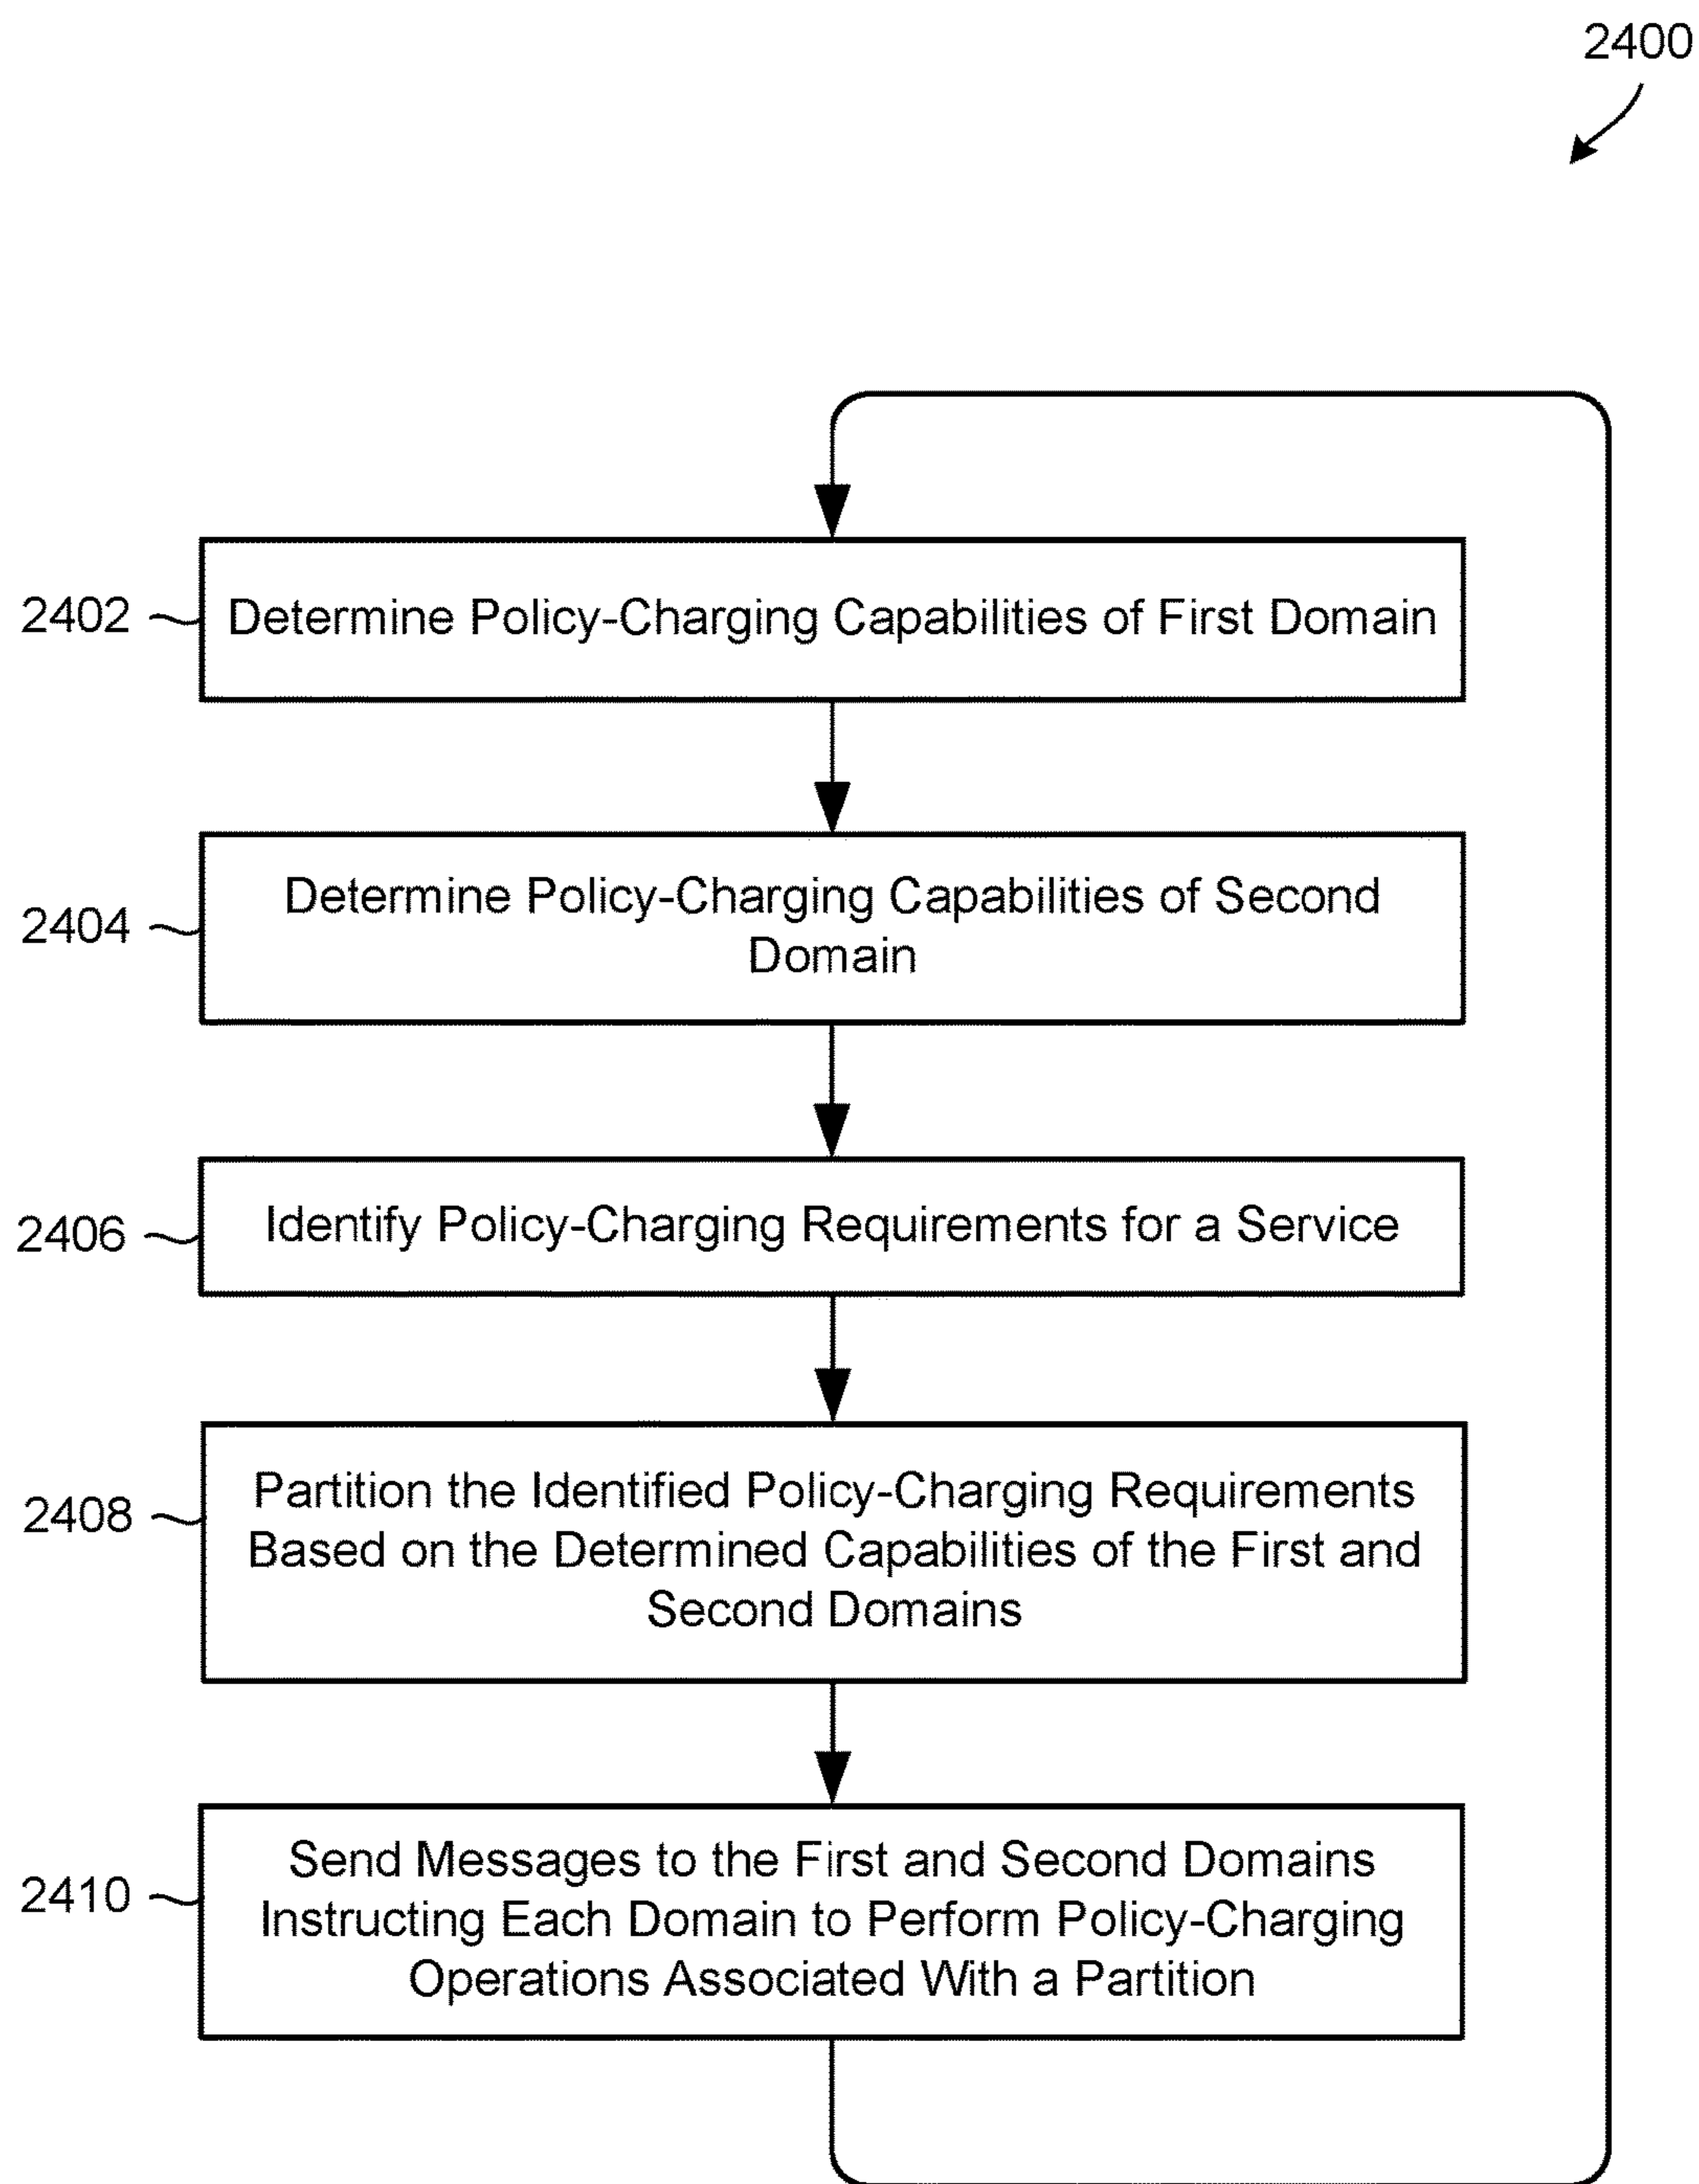 2400
2402
Determine Policy-Charging Capabilities of First Domain
2404
Determine Policy-Charging Capabilities of Second
Domain
2406
Identify Policy-Charging Requirements for a Service
2408
Partition the Identified Policy-Charging Requirements
Based on the Determined Capabilities of the First and
Second Domains
2410
Send Messages to the First and Second Domains
Instructing Each Domain to Perform Policy-Charging
Operations Associated With a Partition